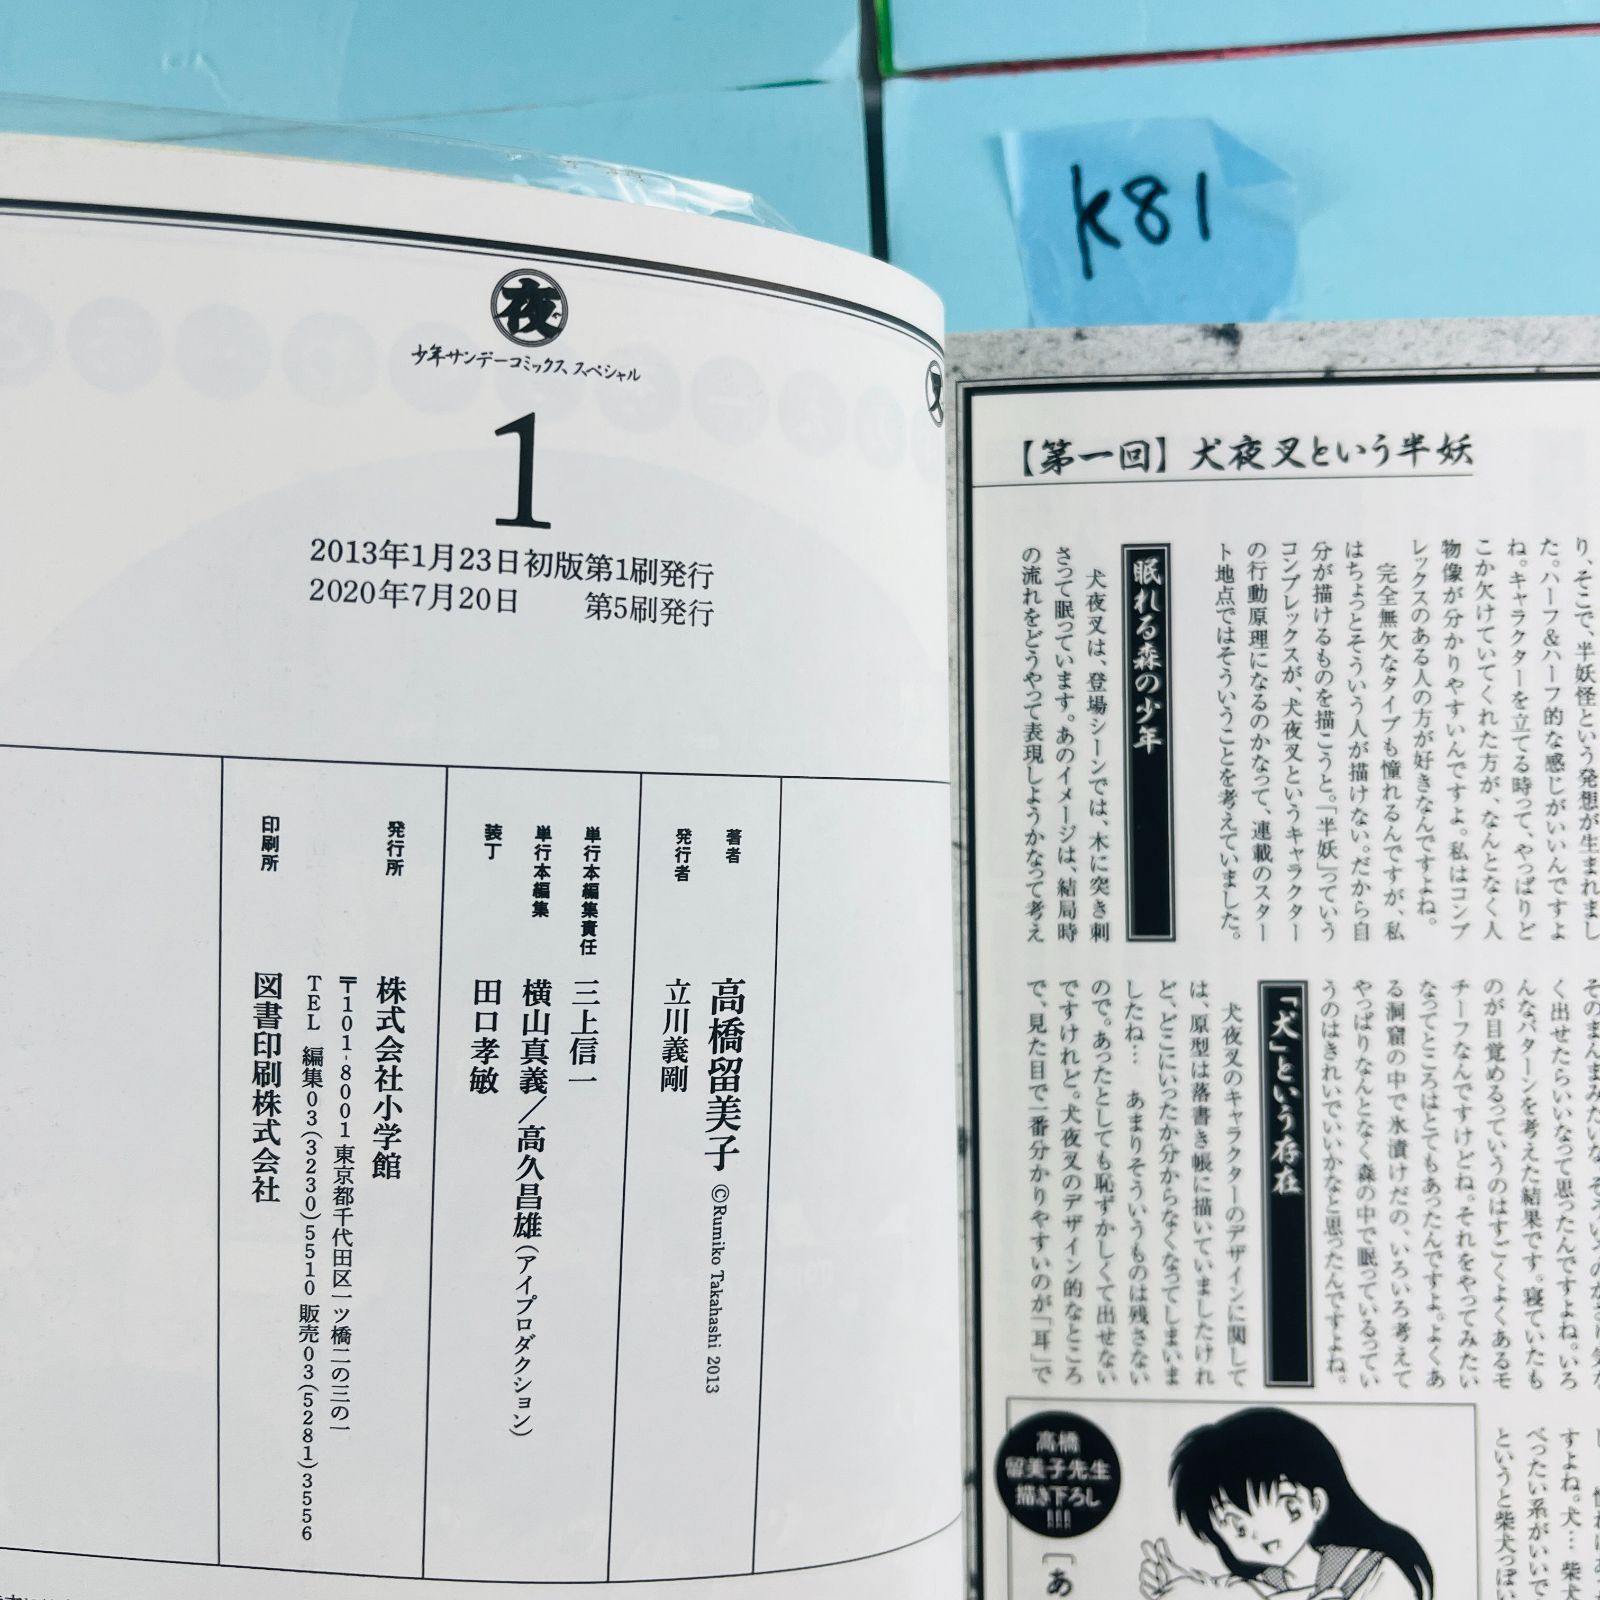 k81
夜
少年サンデーコミックススペシャル
1
2013年1月23日初版第1刷発行
2020年7月20日 第5刷発行
著者 高橋留美子 ©Rumiko Takahashi 2013
発行者 立川義剛
単行本編集責任 三上信一
単行本編集 横山真義／高久昌雄(アイプロダクション)
装丁 田口孝敏
発行所 株式会社小学館
〒101-8001 東京都千代田区一ツ橋二の三の一
TEL 編集03(3230)5510 販売03(5281)3556
印刷所 図書印刷株式会社
叉
【第一回】犬夜叉という半妖
り、そこで、半妖怪という発想が生まれまし
た。ハーフ&ハーフ的な感じがいいんですよ
ね。キャラクターを立てる時って、やっぱりど
こか欠けていてくれた方が、なんとなく人
物像が分かりやすいんですよ。私はコンプ
レックスのある人の方が好きなんですよね。
完全無欠なタイプも憧れるんですが、私
はちょっとそういう人が描けない。だから自
分が描けるものを描こうと。「半妖」っていう
コンプレックスが、犬夜叉というキャラクター
の行動原理になるのかなって、連載のスター
ト地点ではそういうことを考えていました。
眠れる森の少年
犬夜叉は、登場シーンでは、木に突き刺
さって眠っています。あのイメージは、結局時
の流れをどうやって表現しようかなって考え
く出せたらいいなって思ったんですよね。いろ
んなパターンを考えた結果です。寝ていたも
のが目覚めるっていうのはすごくよくあるモ
チーフなんですけどね。それをやってみたい
なってところはとてもあったんですよ。よくあ
る洞窟の中で氷漬けだの、いろいろ考えて
やっぱりなんとなく森の中で眠っているってい
うのはきれいでいいかなと思ったんですよね。
「犬」という存在
犬夜叉のキャラクターのデザインに関して
は、原型は落書き帳に描いていましたけれ
ど、どこにいったか分からなくなってしまいま
したね… あまりそういうものは残さない
ので。あったとしても恥ずかしくて出せない
ですけれど。犬夜叉のデザイン的なところ
で、見た目で一番分かりやすいのが「耳」で
すよね。犬… 柴犬
べったい系がいいで
というと柴犬っぽい
高橋
留美子先生
描き下ろし
!!!
［あ